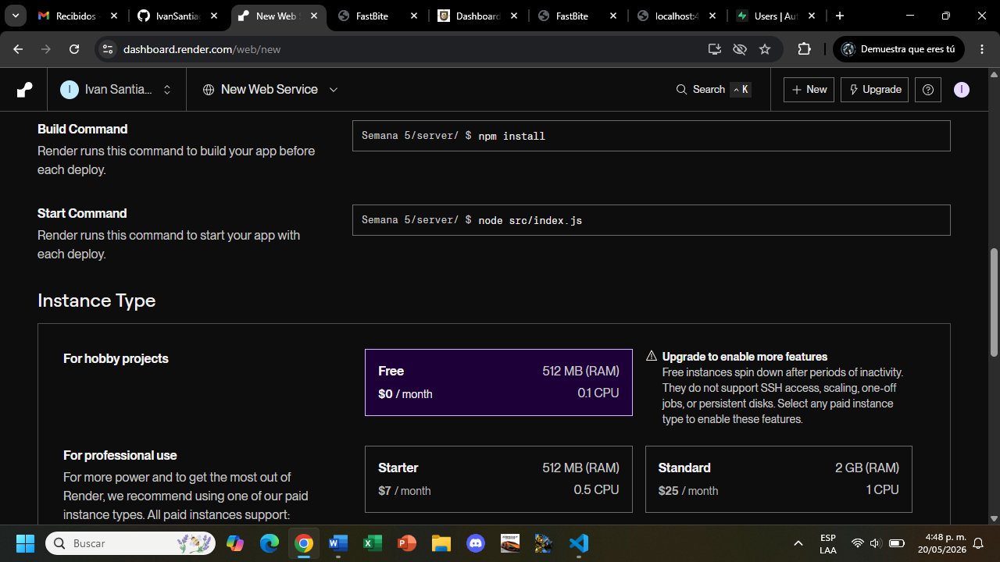 Recibidos
IvanSantia
New Web S
FastBite
Dashboard
FastBite
localhost:4
Users | Aut
dashboard.render.com/web/new
Demuestra que eres tú
I
Ivan Santia...
New Web Service
Search
K
New
Upgrade
I
Build Command
Render runs this command to build your app before
each deploy.
Semana 5/server/ $ npm install
Start Command
Render runs this command to start your app with
each deploy.
Semana 5/server/ $ node src/index.js
Instance Type
For hobby projects
Free
512 MB (RAM)
$0 / month
0.1 CPU
Upgrade to enable more features
Free instances spin down after periods of inactivity.
They do not support SSH access, scaling, one-off
jobs, or persistent disks. Select any paid instance
type to enable these features.
For professional use
For more power and to get the most out of
Render, we recommend using one of our paid
instance types. All paid instances support:
Starter
512 MB (RAM)
$7 / month
0.5 CPU
Standard
2 GB (RAM)
$25 / month
1 CPU
Buscar
ESP
LAA
4:48 p. m.
20/05/2026